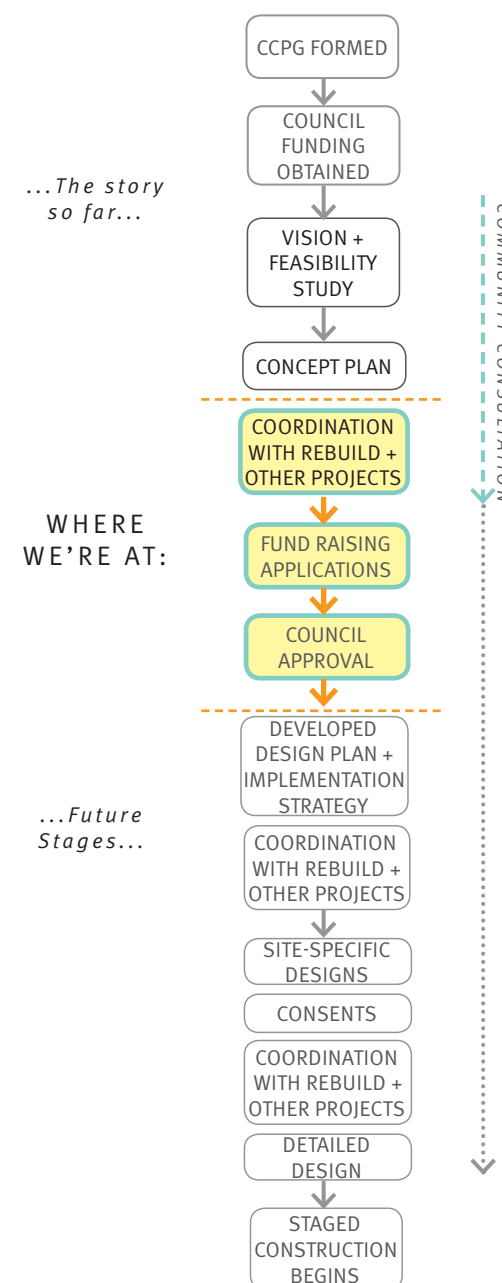 CCPG FORMED
COUNCIL
FUNDING
OBTAINED
...The story
so far...
VISION +
FEASIBILITY
STUDY
CONCEPT PLAN
COMMUNITY CONSULTATION
COORDINATION
WITH REBUILD +
OTHER PROJECTS
WHERE
WE'RE AT:
FUND RAISING
APPLICATIONS
COUNCIL
APPROVAL
DEVELOPED
DESIGN PLAN +
IMPLEMENTATION
STRATEGY
...Future
Stages...
COORDINATION
WITH REBUILD +
OTHER PROJECTS
SITE-SPECIFIC
DESIGNS
CONSENTS
COORDINATION
WITH REBUILD +
OTHER PROJECTS
DETAILED
DESIGN
STAGED
CONSTRUCTION
BEGINS